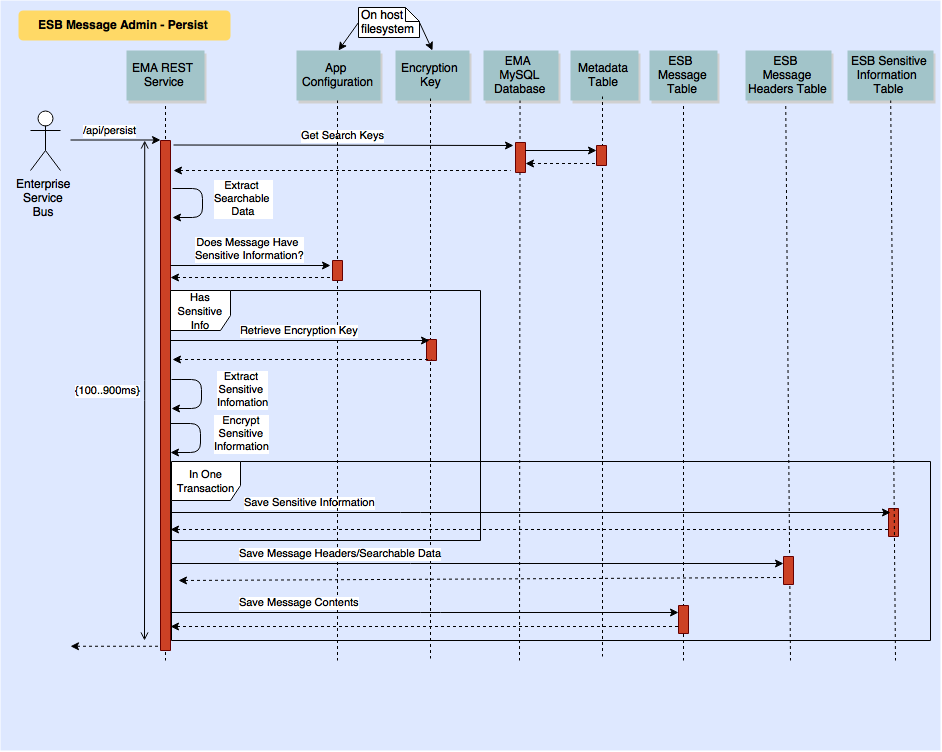 ESB Message Admin - Persist
On host
filesystem
EMA REST
Service
App
Configuration
Encryption
Key
EMA
MySQL
Database
Metadata
Table
ESB
Message
Table
ESB
Message
Headers Table
ESB Sensitive
Information
Table
Enterprise
Service
Bus
/api/persist
Get Search Keys
Extract
Searchable
Data
Does Message Have
Sensitive Information?
Has
Sensitive
Info
Retrieve Encryption Key
{100..900ms}
Extract
Sensitive
Infomation
Encrypt
Sensitive
Information
In One
Transaction
Save Sensitive Information
Save Message Headers/Searchable Data
Save Message Contents